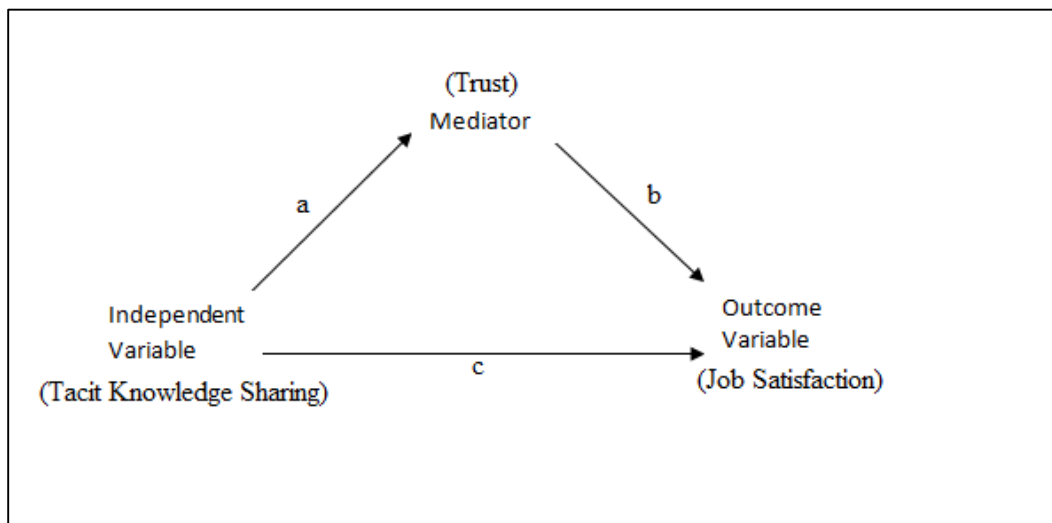 (Trust)
Mediator
a
b
Independent
Variable
(Tacit Knowledge Sharing)
c
Outcome
Variable
(Job Satisfaction)